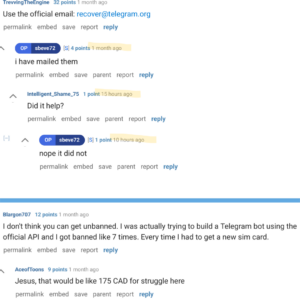 TrevvingTheEngine 32 points 1 month ago
Use the official email: recover@telegram.org
permalink embed save report reply
OP sbeve72 [S] 4 points 1 month ago
i have mailed them
permalink embed save parent report reply
Intelligent_Shame_75 1 point 15 hours ago
Did it help?
permalink embed save parent report reply
[–] OP sbeve72 [S] 1 point 10 hours ago
nope it did not
permalink embed save parent report reply
Blargon707 12 points 1 month ago
I don't think you can get unbanned. I was actually trying to build a Telegram bot using the
official API and I got banned like 7 times. Every time I had to get a new sim card.
permalink embed save report reply
AcesfToons 9 points 1 month ago
Jesus, that would be like 175 CAD for struggle here
permalink embed save parent report reply